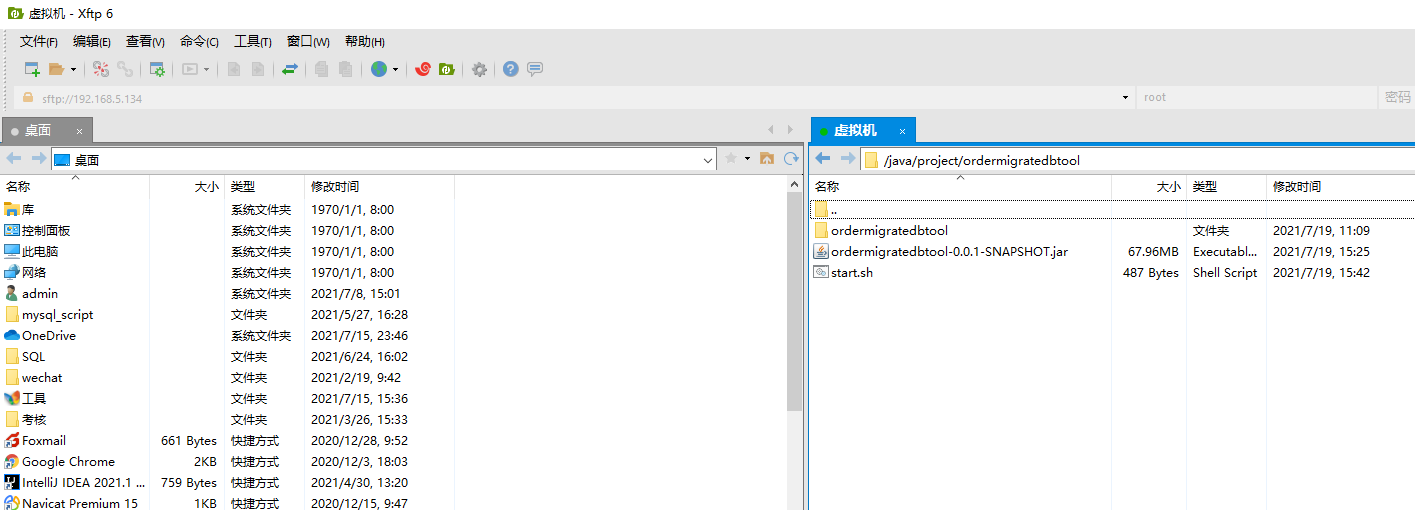 虚拟机 - Xftp 6
文件(F) 编辑(E) 查看(V) 命令(C) 工具(T) 窗口(W) 帮助(H)
sftp://192.168.5.134 root 密码
桌面 ×
桌面
名称 大小 类型 修改时间
库 系统文件夹 1970/1/1, 8:00
控制面板 系统文件夹 1970/1/1, 8:00
此电脑 系统文件夹 1970/1/1, 8:00
网络 系统文件夹 1970/1/1, 8:00
admin 系统文件夹 2021/7/8, 15:01
mysql_script 文件夹 2021/5/27, 16:28
OneDrive 系统文件夹 2021/7/15, 23:46
SQL 文件夹 2021/6/24, 16:02
wechat 文件夹 2021/2/19, 9:42
工具 文件夹 2021/7/15, 15:36
考核 文件夹 2021/3/26, 15:33
Foxmail 661 Bytes 快捷方式 2020/12/28, 9:52
Google Chrome 2KB 快捷方式 2020/12/3, 18:03
IntelliJ IDEA 2021.1 ... 759 Bytes 快捷方式 2021/4/30, 13:20
Navicat Premium 15 1KB 快捷方式 2020/12/15, 9:47
虚拟机 ×
/java/project/ordermigratedbtool
名称 大小 类型 修改时间
..
ordermigratedbtool 文件夹 2021/7/19, 11:09
ordermigratedbtool-0.0.1-SNAPSHOT.jar 67.96MB Executabl... 2021/7/19, 15:25
start.sh 487 Bytes Shell Script 2021/7/19, 15:42